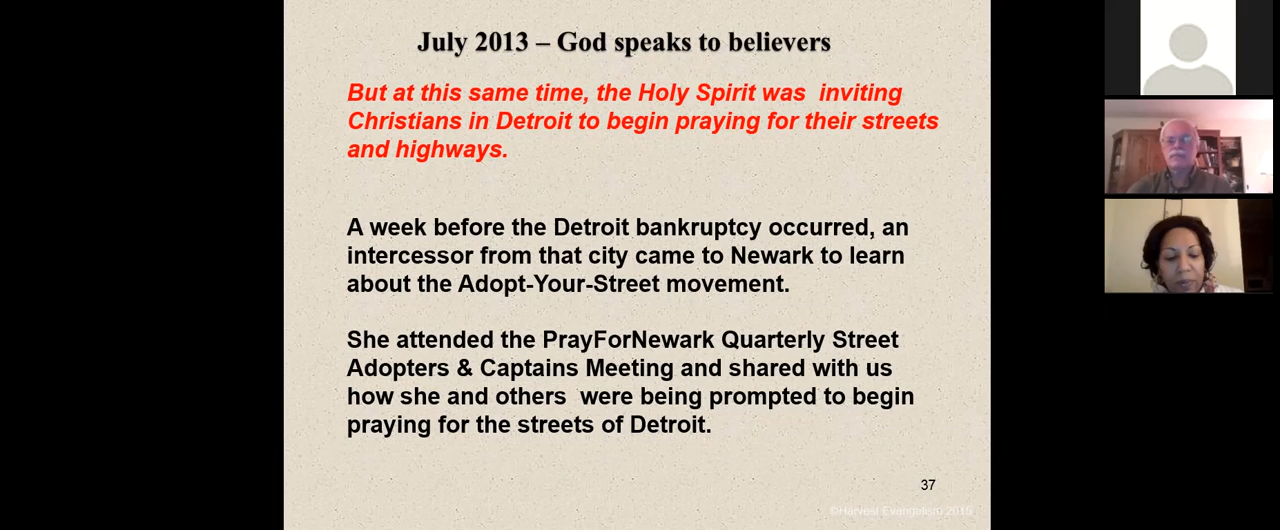 July 2013 – God speaks to believers
But at this same time, the Holy Spirit was  inviting
Christians in Detroit to begin praying for their streets
and highways.
A week before the Detroit bankruptcy occurred, an
intercessor from that city came to Newark to learn
about the Adopt-Your-Street movement.
She attended the PrayForNewark Quarterly Street
Adopters & Captains Meeting and shared with us
how she and others  were being prompted to begin
praying for the streets of Detroit.
37
©Harvest Evangelism 2015